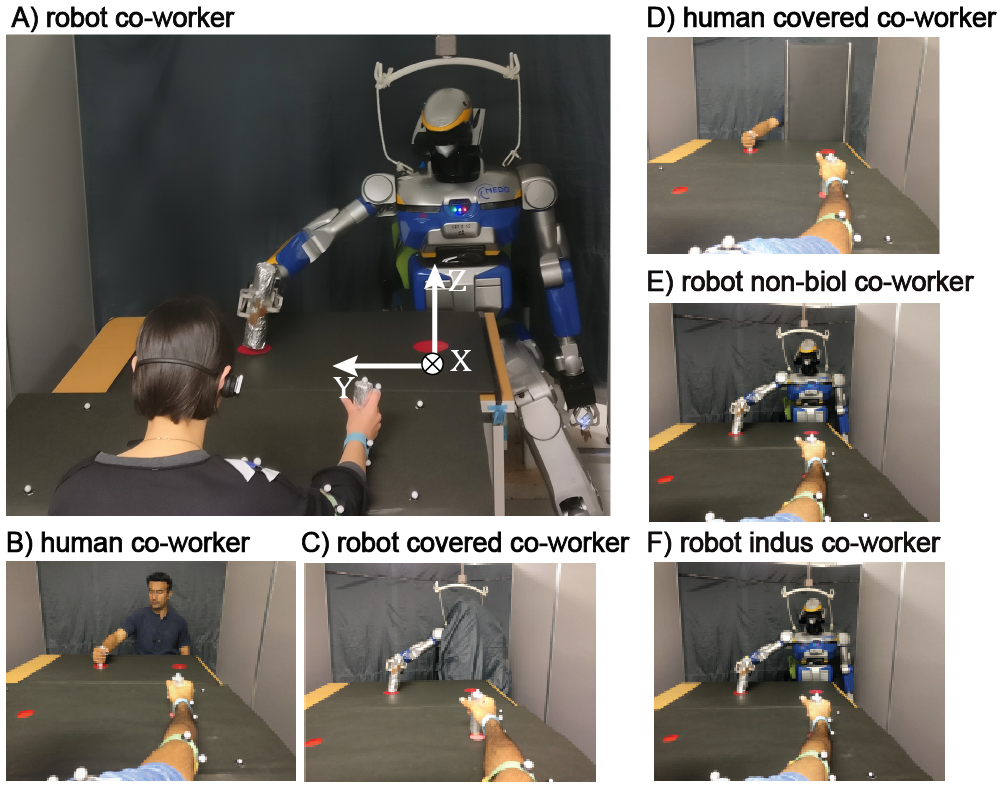 A) robot co-worker
D) human covered co-worker
NEDO
Z
X
Y
E) robot non-biol co-worker
B) human co-worker
C) robot covered co-worker
F) robot indus co-worker